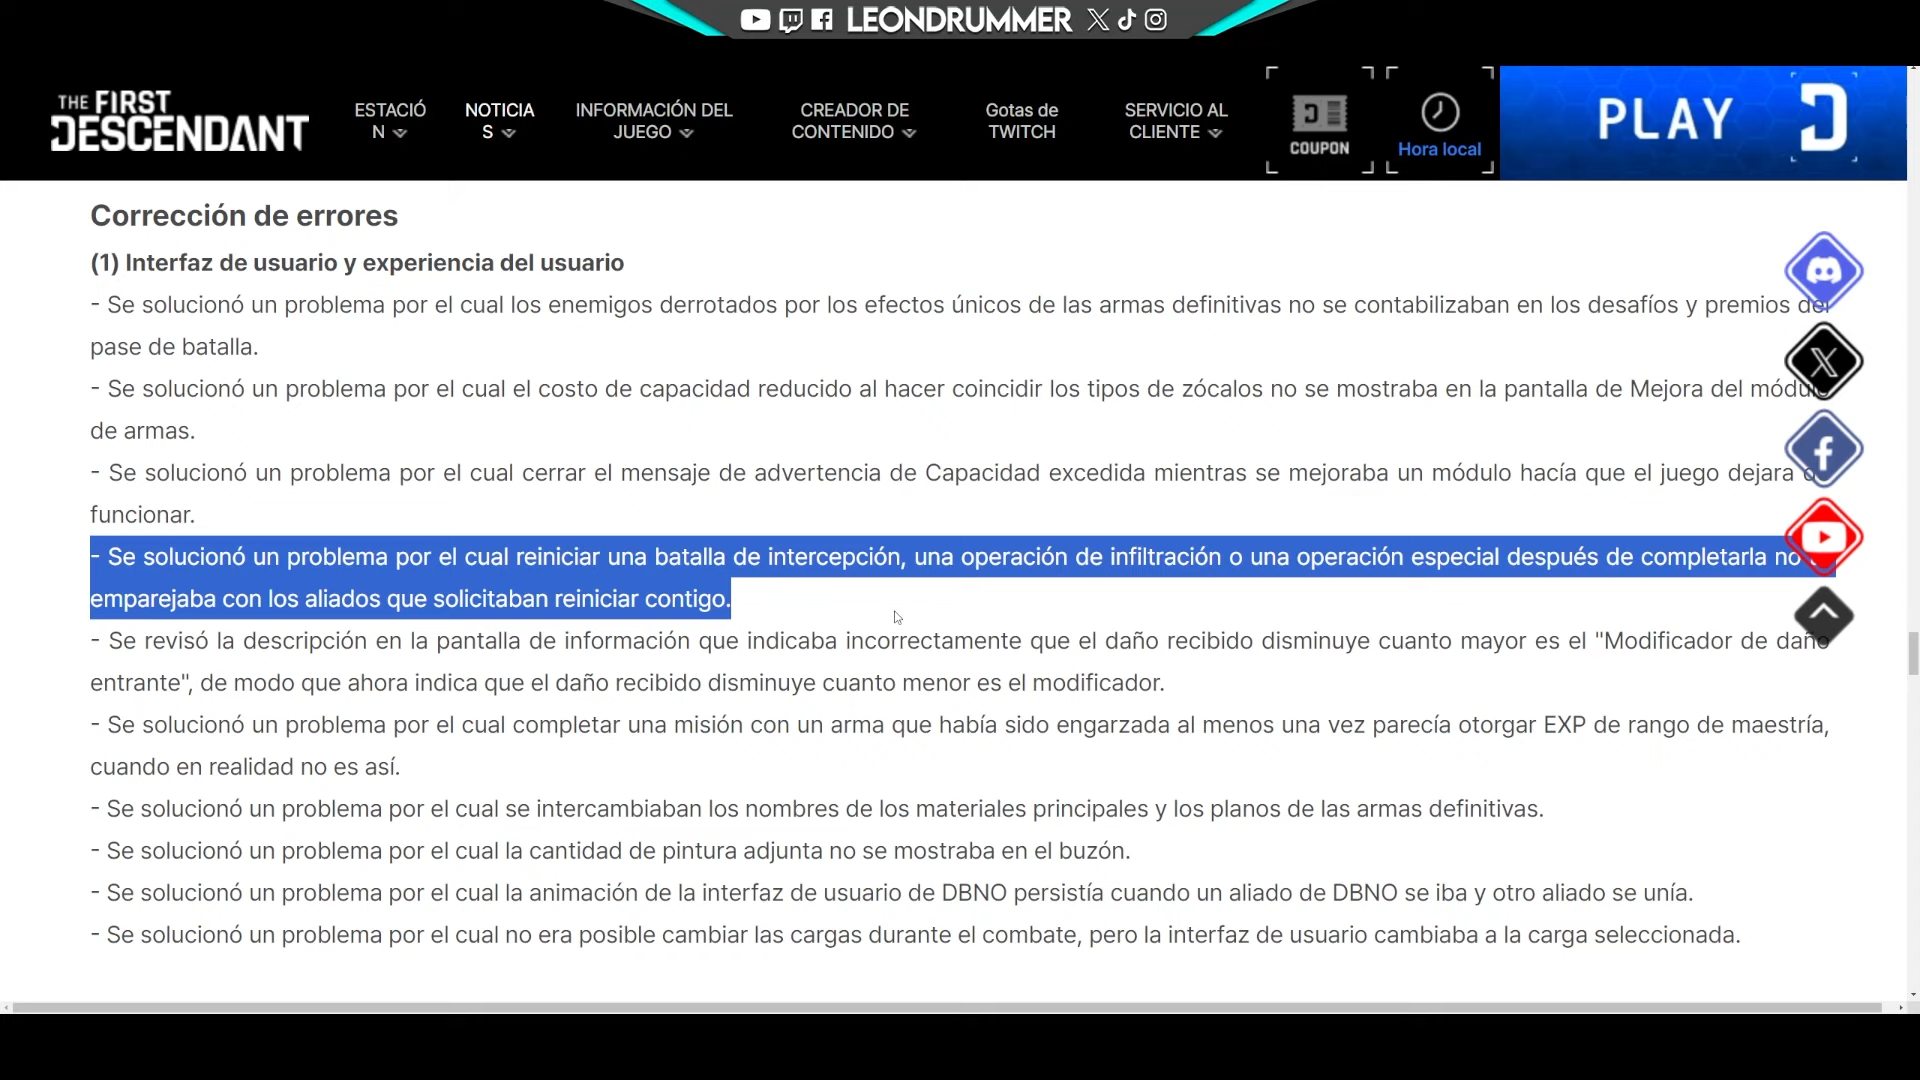 LEONDRUMMER
THE FIRST
DESCENDANT
ESTACIÓ
N
NOTICIA
S
INFORMACIÓN DEL
JUEGO
CREADOR DE
CONTENIDO
Gotas de
TWITCH
SERVICIO AL
CLIENTE
COUPON
Hora local
PLAY
Corrección de errores
(1) Interfaz de usuario y experiencia del usuario
- Se solucionó un problema por el cual los enemigos derrotados por los efectos únicos de las armas definitivas no se contabilizaban en los desafíos y premios del
pase de batalla.
- Se solucionó un problema por el cual el costo de capacidad reducido al hacer coincidir los tipos de zócalos no se mostraba en la pantalla de Mejora del módulo
de armas.
- Se solucionó un problema por el cual cerrar el mensaje de advertencia de Capacidad excedida mientras se mejoraba un módulo hacía que el juego dejara
funcionar.
- Se solucionó un problema por el cual reiniciar una batalla de intercepción, una operación de infiltración o una operación especial después de completarla no
emparejaba con los aliados que solicitaban reiniciar contigo.
- Se revisó la descripción en la pantalla de información que indicaba incorrectamente que el daño recibido disminuye cuanto mayor es el "Modificador de daño
entrante", de modo que ahora indica que el daño recibido disminuye cuanto menor es el modificador.
- Se solucionó un problema por el cual completar una misión con un arma que había sido engarzada al menos una vez parecía otorgar EXP de rango de maestría,
cuando en realidad no es así.
- Se solucionó un problema por el cual se intercambiaban los nombres de los materiales principales y los planos de las armas definitivas.
- Se solucionó un problema por el cual la cantidad de pintura adjunta no se mostraba en el buzón.
- Se solucionó un problema por el cual la animación de la interfaz de usuario de DBNO persistía cuando un aliado de DBNO se iba y otro aliado se unía.
- Se solucionó un problema por el cual no era posible cambiar las cargas durante el combate, pero la interfaz de usuario cambiaba a la carga seleccionada.